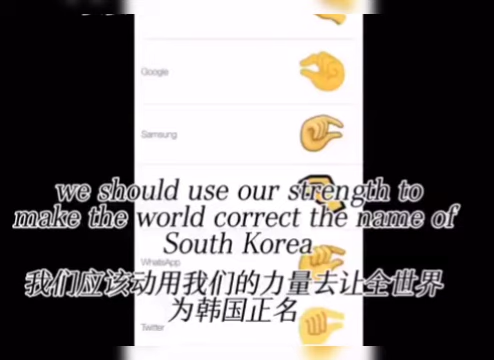 Google
Samsung
we should use our strength to
make the world correct the name of
South Korea
WhatsApp
我们应该动用我们的力量去让全世界
为韩国正名
Twitter